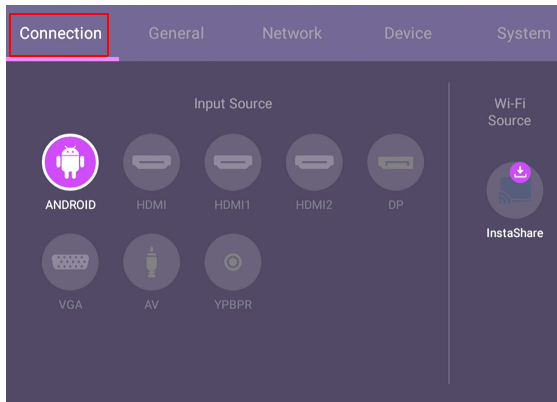 Connection General Network Device System
Input Source
ANDROID HDMI HDMI1 HDMI2 DP
VGA AV YPBPR
Wi-Fi
Source
InstaShare